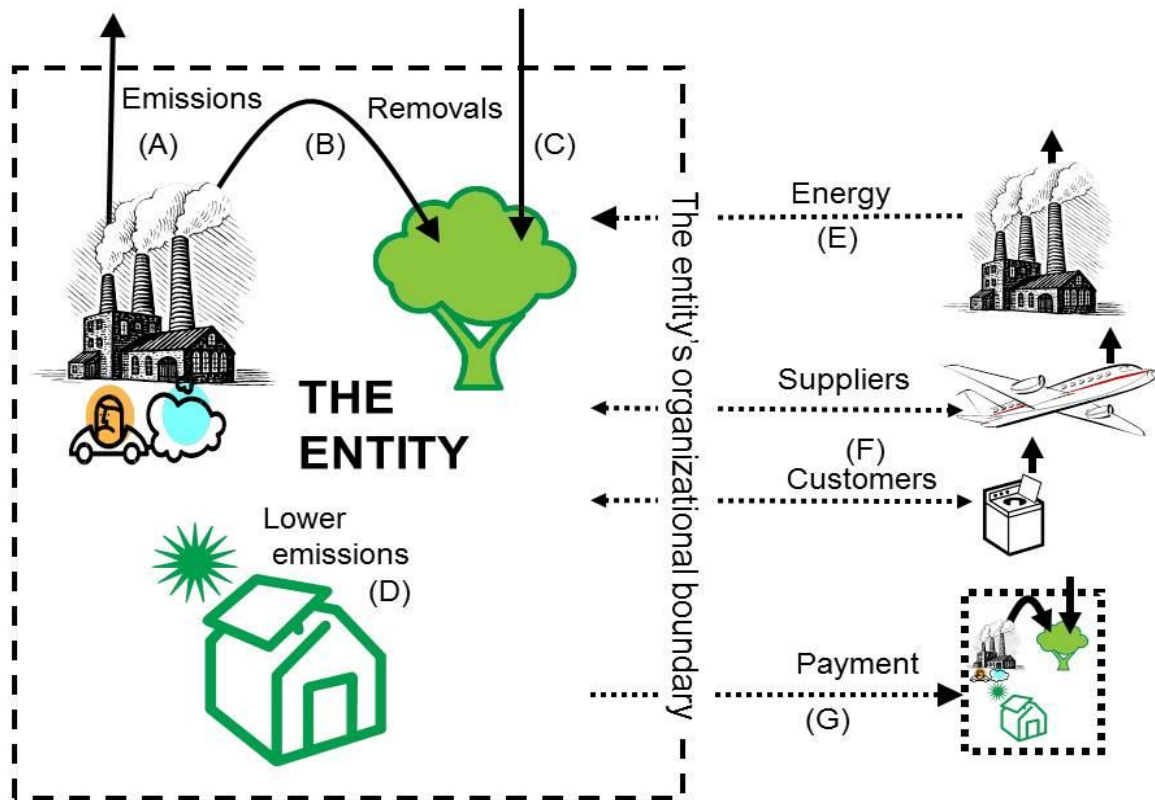 Emissions
(A)
(B)
Removals
(C)
THE
ENTITY
Lower
emissions
(D)
The entity’s organizational boundary
Energy
(E)
Suppliers
(F)
Customers
Payment
(G)